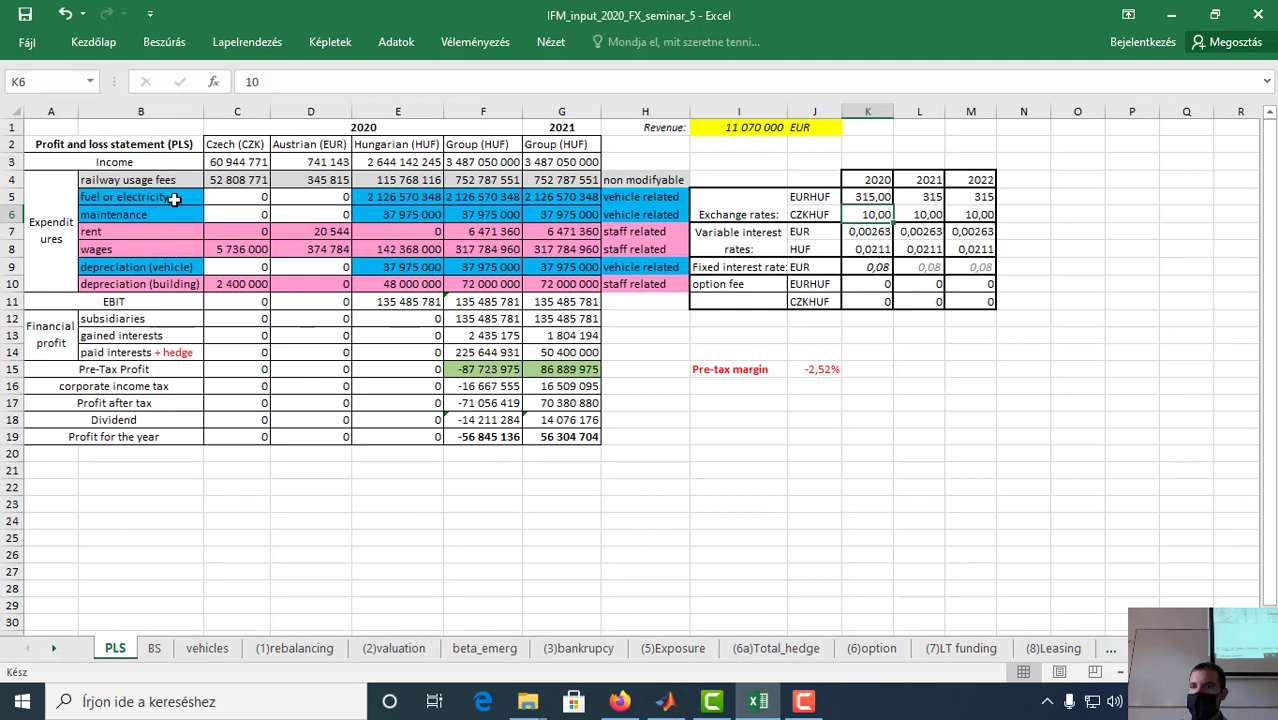 IFM_input_2020_FX_seminar_5 - Excel
Fájl Kezdőlap Beszúrás Lapelrendezés Képletek Adatok Véleményezés Nézet Mondja el, mit szeretne tenni... Bejelentkezés Megosztás
K6 fx 10
A B C D E F G H I J K L M N O P Q R
1 2020 2021 Revenue: 11 070 000 EUR
2 Profit and loss statement (PLS) Czech (CZK) Austrian (EUR) Hungarian (HUF) Group (HUF) Group (HUF)
3 Income 60 944 771 741 143 2 644 142 245 3 487 050 000 3 487 050 000
4 railway usage fees 52 808 771 345 815 115 768 116 752 787 551 752 787 551 non modifyable 2020 2021 2022
5 fuel or electricity 0 0 2 126 570 348 2 126 570 348 2 126 570 348 vehicle related EURHUF 315,00 315 315
6 Expendit maintenance 0 0 37 975 000 37 975 000 37 975 000 vehicle related Exchange rates: CZKHUF 10,00 10,00 10,00
7 ures rent 0 20 544 0 6 471 360 6 471 360 staff related Variable interest EUR 0,00263 0,00263 0,00263
8 wages 5 736 000 374 784 142 368 000 317 784 960 317 784 960 staff related rates: HUF 0,0211 0,0211 0,0211
9 depreciation (vehicle) 0 0 37 975 000 37 975 000 37 975 000 vehicle related Fixed interest rate: EUR 0,08 0,08 0,08
10 depreciation (building) 2 400 000 0 48 000 000 72 000 000 72 000 000 staff related option fee EURHUF 0 0 0
11 EBIT 0 0 135 485 781 135 485 781 135 485 781 CZKHUF 0 0 0
12 subsidiaries 0 0 0 135 485 781 135 485 781
13 Financial gained interests 0 0 0 2 435 175 1 804 194
14 profit paid interests + hedge 0 0 0 225 644 931 50 400 000
15 Pre-Tax Profit 0 0 0 -87 723 975 86 889 975 Pre-tax margin -2,52%
16 corporate income tax 0 0 0 -16 667 555 16 509 095
17 Profit after tax 0 0 0 -71 056 419 70 380 880
18 Dividend 0 0 0 -14 211 284 14 076 176
19 Profit for the year 0 0 0 -56 845 136 56 304 704
20
21
22
23
24
25
26
27
28
29
30
PLS BS vehicles (1)rebalancing (2)valuation beta_emerg (3)bankrupcy (5)Exposure (6a)Total_hedge (6)option (7)LT funding (8)Leasing ...
Kész
Írjon ide a kereséshez